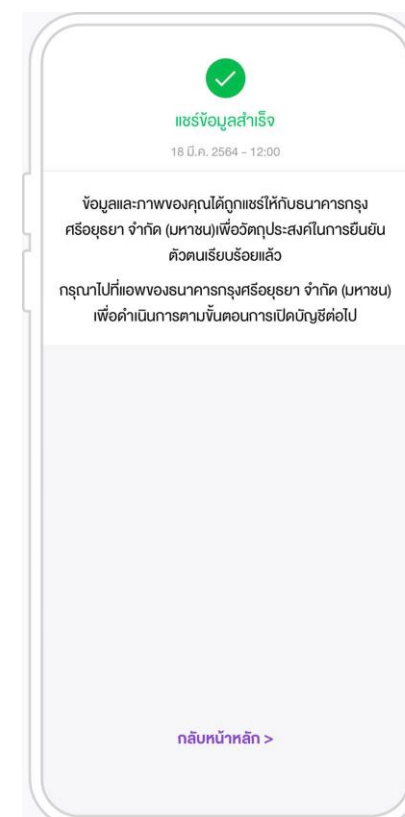 แชร์ข้อมูลสำเร็จ
18 มี.ค. 2564 - 12:00
ข้อมูลและภาพของคุณได้ถูกแชร์ให้กับธนาคารกรุง
ศรีอยุธยา จำกัด (มหาชน)เพื่อวัตถุประสงค์ในการยืนยัน
ตัวตนเรียบร้อยแล้ว
กรุณาไปที่แอพของธนาคารกรุงศรีอยุธยา จำกัด (มหาชน)
เพื่อดำเนินการตามขั้นตอนการเปิดบัญชีต่อไป
กลับหน้าหลัก >